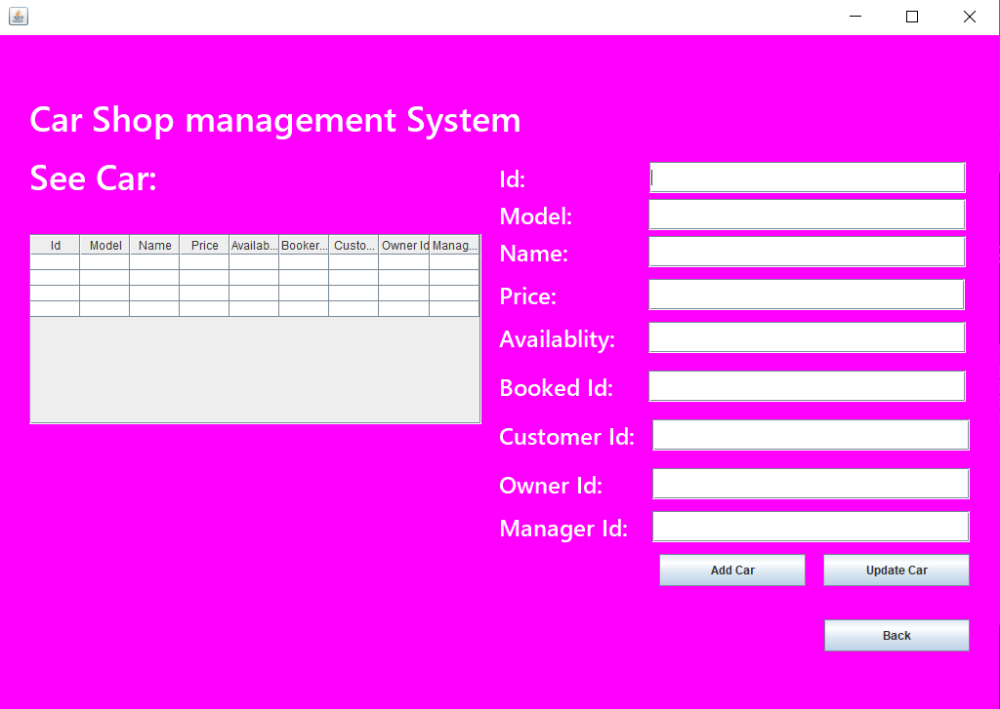 Car Shop management System
See Car:
Id Model Name Price Availab... Booker... Custo... Owner Id Manag...
Id:
Model:
Name:
Price:
Availablity:
Booked Id:
Customer Id:
Owner Id:
Manager Id:
Add Car Update Car
Back